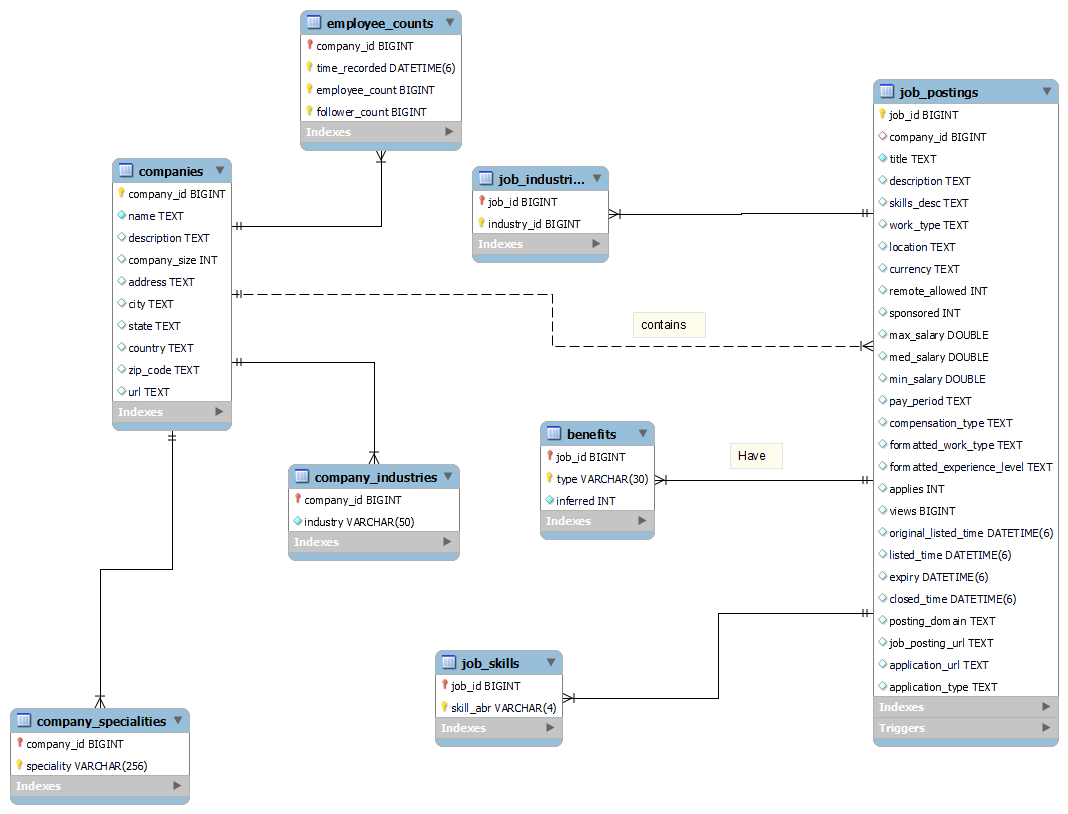 employee_counts
company_id BIGINT
time_recorded DATETIME(6)
employee_count BIGINT
follower_count BIGINT
Indexes
companies
company_id BIGINT
name TEXT
description TEXT
company_size INT
address TEXT
city TEXT
state TEXT
country TEXT
zip_code TEXT
url TEXT
Indexes
job_industri...
job_id BIGINT
industry_id BIGINT
Indexes
job_postings
job_id BIGINT
company_id BIGINT
title TEXT
description TEXT
skills_desc TEXT
work_type TEXT
location TEXT
currency TEXT
remote_allowed INT
sponsored INT
max_salary DOUBLE
med_salary DOUBLE
min_salary DOUBLE
pay_period TEXT
compensation_type TEXT
formatted_work_type TEXT
formatted_experience_level TEXT
applies INT
views BIGINT
original_listed_time DATETIME(6)
listed_time DATETIME(6)
expiry DATETIME(6)
closed_time DATETIME(6)
posting_domain TEXT
job_posting_url TEXT
application_url TEXT
application_type TEXT
Indexes
Triggers
contains
Have
benefits
job_id BIGINT
type VARCHAR(30)
inferred INT
Indexes
company_industries
company_id BIGINT
industry VARCHAR(50)
Indexes
job_skills
job_id BIGINT
skill_abr VARCHAR(4)
Indexes
company_specialities
company_id BIGINT
speciality VARCHAR(256)
Indexes